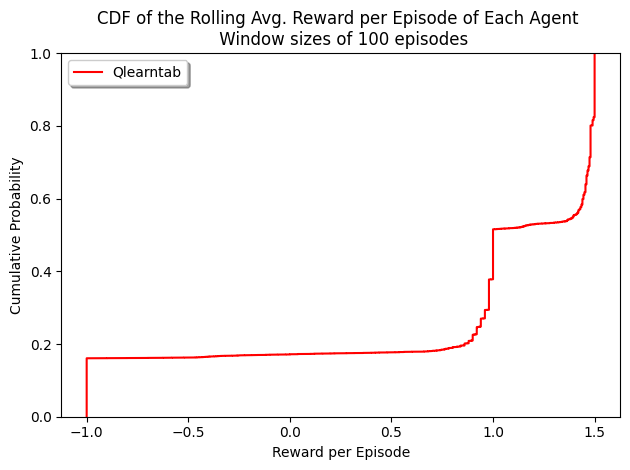 CDF of the Rolling Avg. Reward per Episode of Each Agent
Window sizes of 100 episodes
Qlearntab
Cumulative Probability
1.0
0.8
0.6
0.4
0.2
0.0
−1.0
−0.5
0.0
0.5
1.0
1.5
Reward per Episode